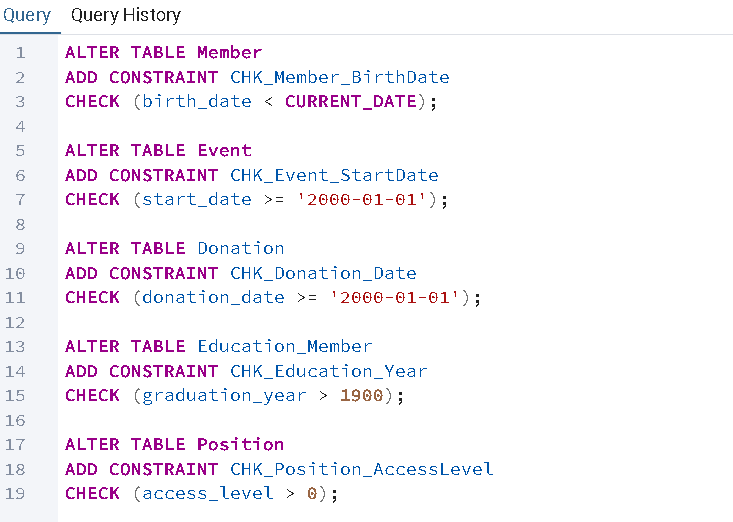 Query Query History
1 ALTER TABLE Member
2 ADD CONSTRAINT CHK_Member_BirthDate
3 CHECK (birth_date < CURRENT_DATE);
4
5 ALTER TABLE Event
6 ADD CONSTRAINT CHK_Event_StartDate
7 CHECK (start_date >= '2000-01-01');
8
9 ALTER TABLE Donation
10 ADD CONSTRAINT CHK_Donation_Date
11 CHECK (donation_date >= '2000-01-01');
12
13 ALTER TABLE Education_Member
14 ADD CONSTRAINT CHK_Education_Year
15 CHECK (graduation_year > 1900);
16
17 ALTER TABLE Position
18 ADD CONSTRAINT CHK_Position_AccessLevel
19 CHECK (access_level > 0);